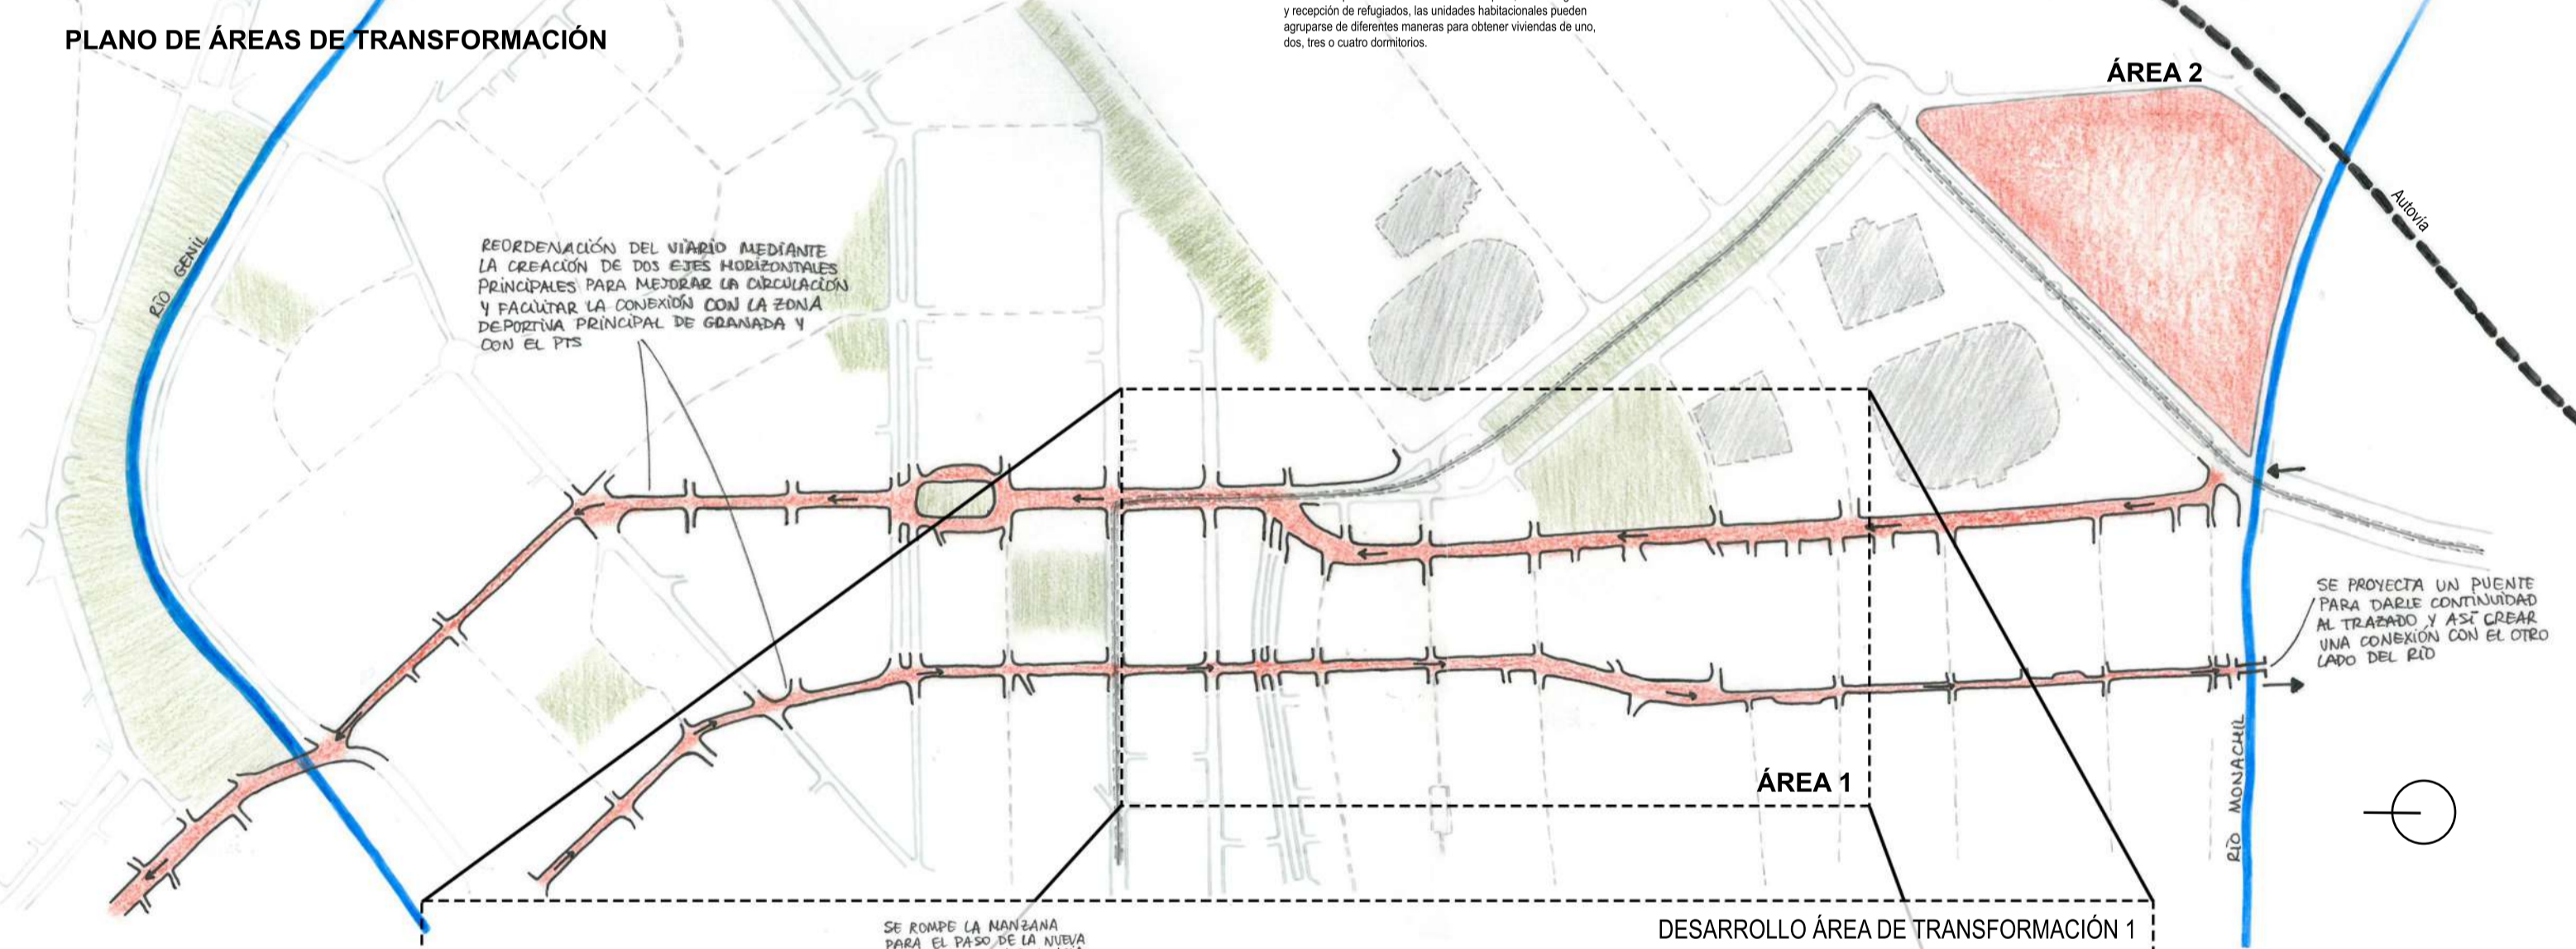 y recepción de refugiados, las unidades habitacionales pueden
agruparse de diferentes maneras para obtener viviendas de uno,
dos, tres o cuatro dormitorios.
PLANO DE ÁREAS DE TRANSFORMACIÓN
ÁREA 2
Autovía
RÍO GENIL
REORDENACIÓN DEL VIARIO MEDIANTE
LA CREACIÓN DE DOS EJES HORIZONTALES
PRINCIPALES PARA MEJORAR LA CIRCULACIÓN
Y FACILITAR LA CONEXIÓN CON LA ZONA
DEPORTIVA PRINCIPAL DE GRANADA Y
CON EL PTS
SE PROYECTA UN PUENTE
PARA DARLE CONTINUIDAD
AL TRAZADO Y ASÍ CREAR
UNA CONEXIÓN CON EL OTRO
LADO DEL RÍO
ÁREA 1
RÍO MONACHIL
SE ROMPE LA MANZANA
PARA EL PASO DE LA NUEVA
DESARROLLO ÁREA DE TRANSFORMACIÓN 1